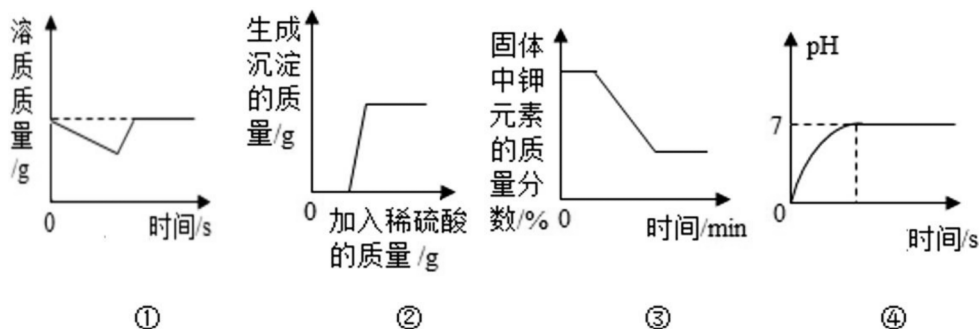 溶
质
质
量
/g
0
时间/s
①
生成
沉淀
的质
量/g
0
加入稀硫酸
的质量/g
②
固体
中钾
元素
的质
量分
数/%
0
时间/min
③
pH
7
0
时间/s
④